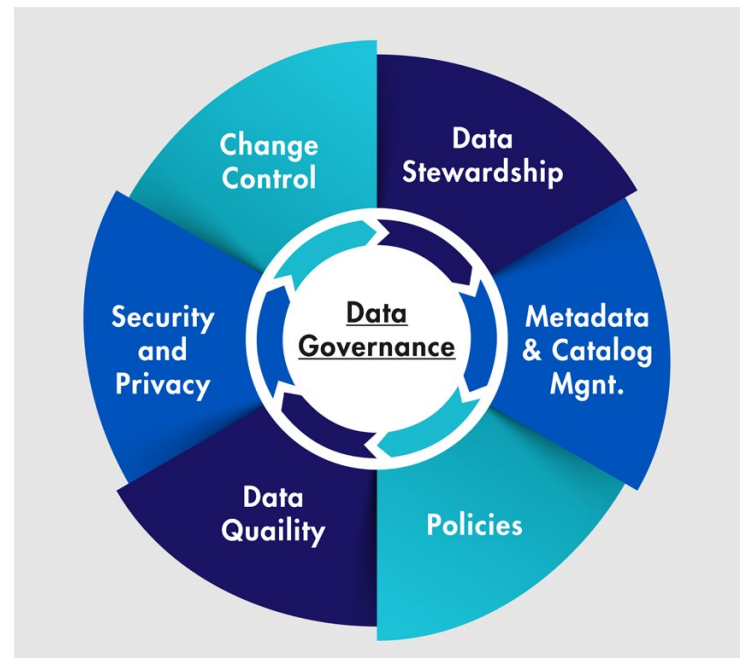 Change
Control
Data
Stewardship
Security
and
Privacy
Data
Governance
Metadata
& Catalog
Mgnt.
Data
Quaility
Policies